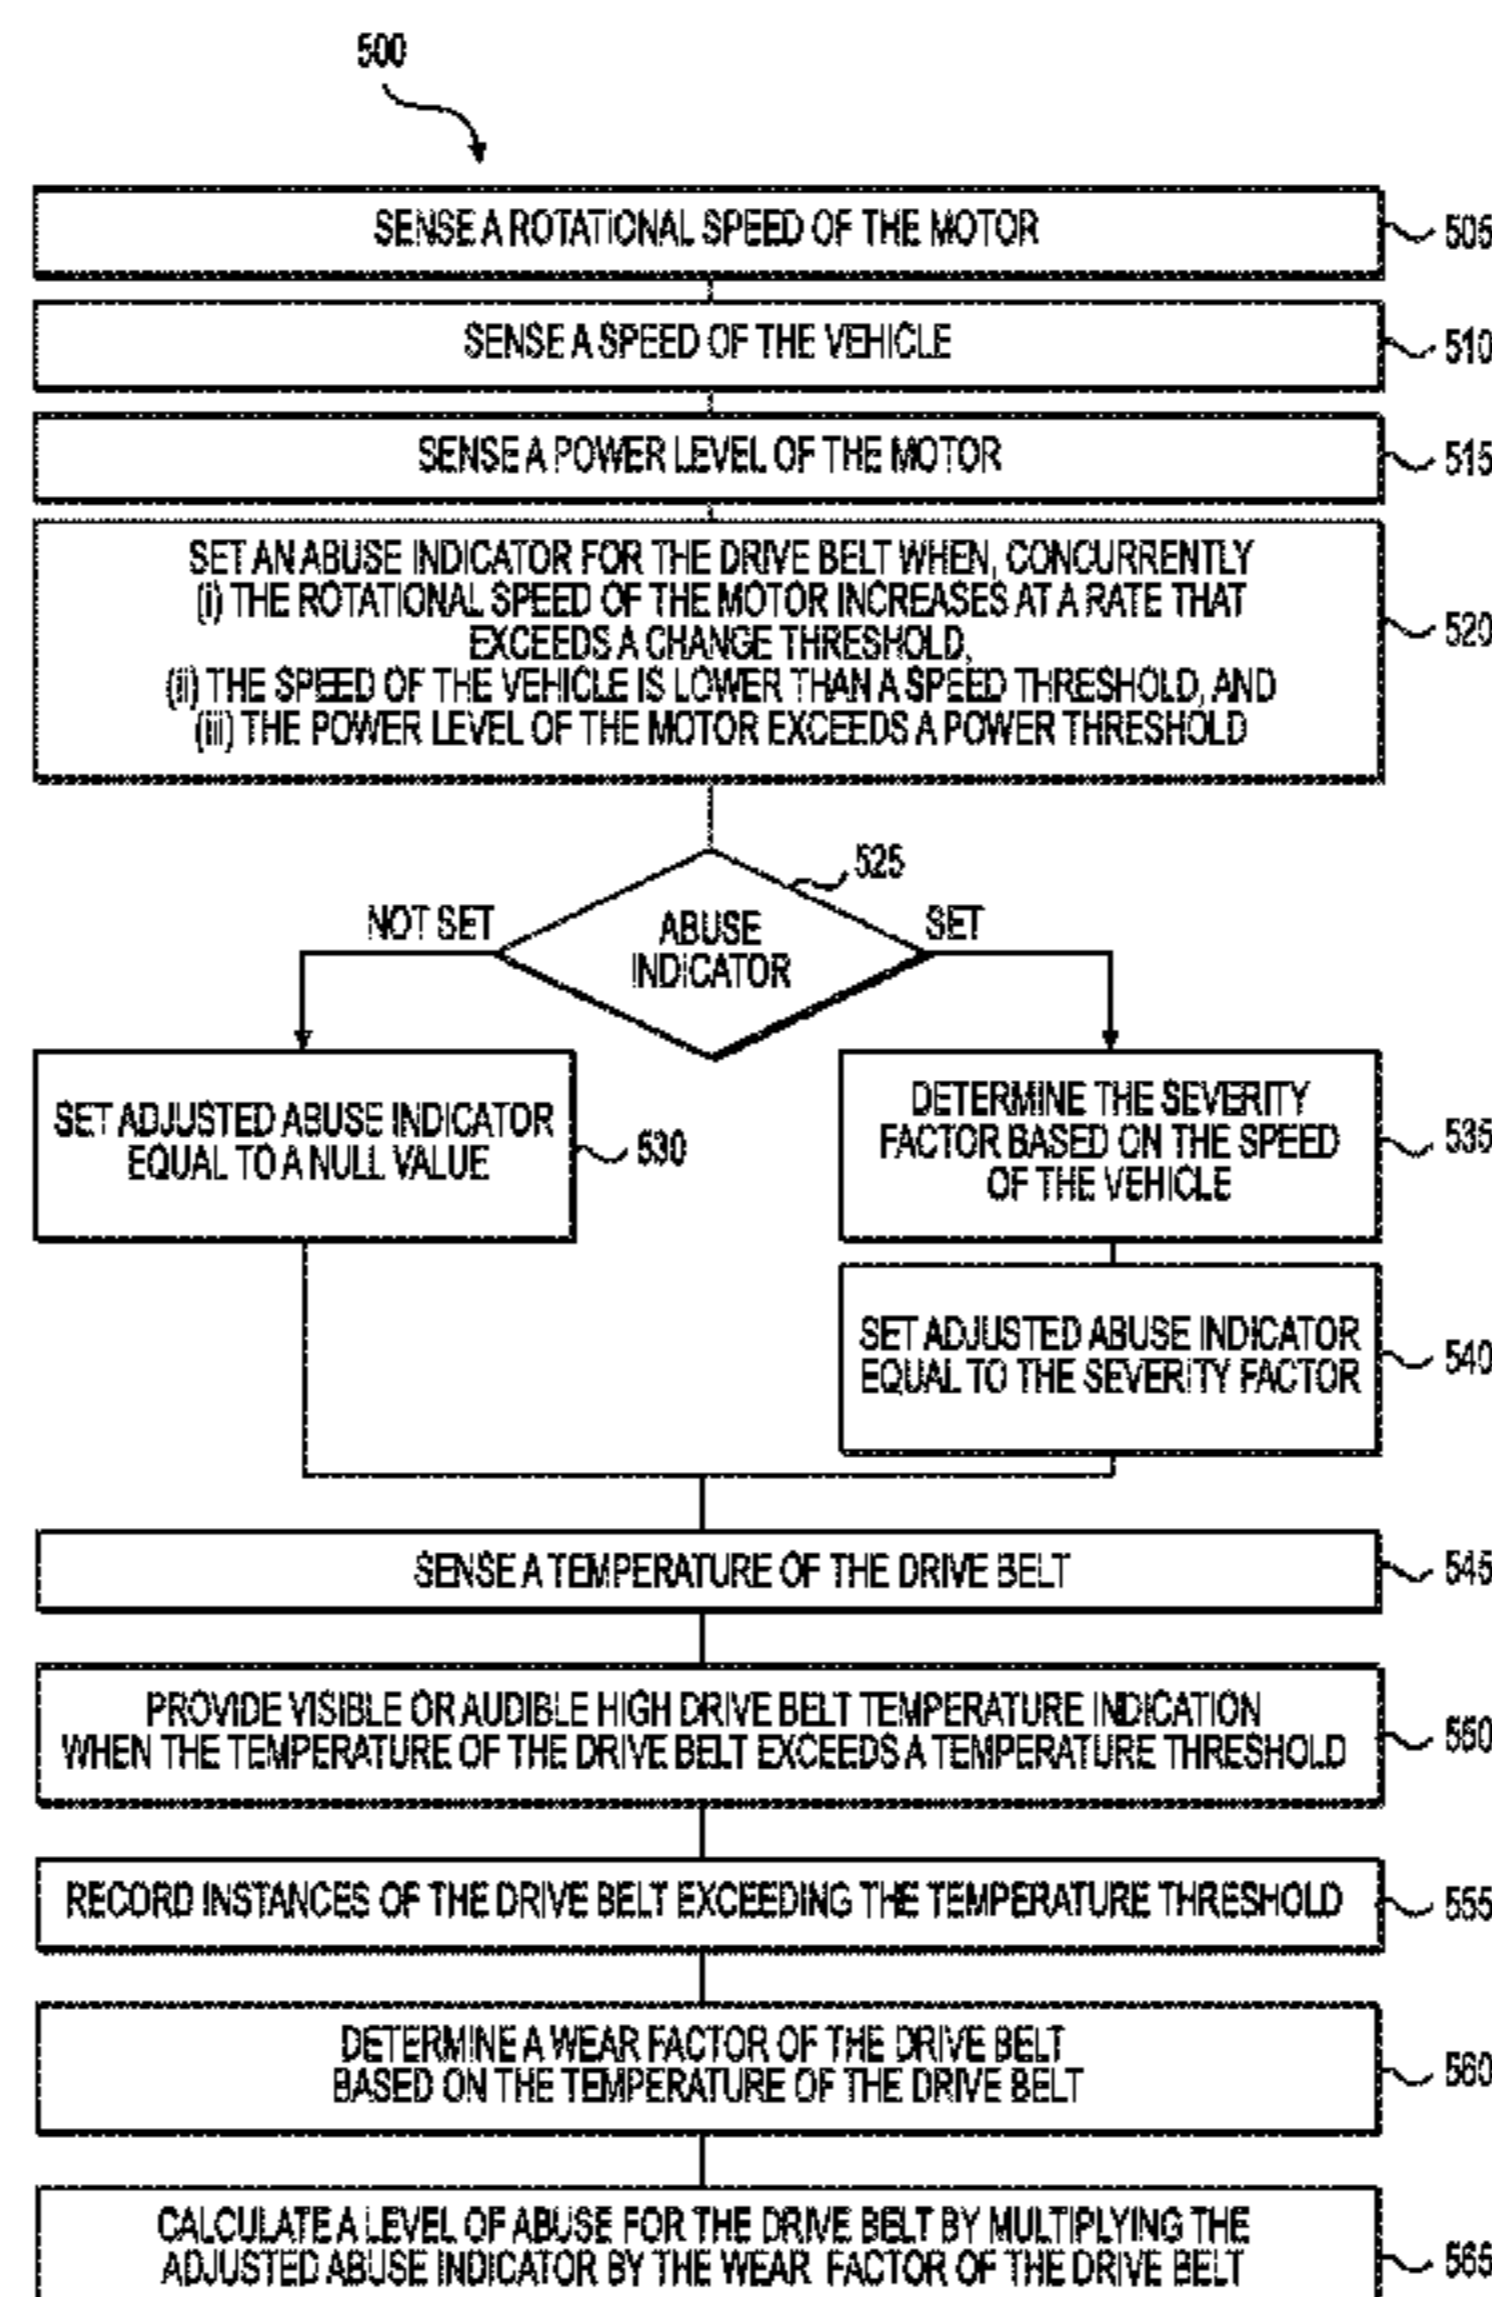 500
SENSE A ROTATIONAL SPEED OF THE MOTOR
505
SENSE A SPEED OF THE VEHICLE
510
SENSE A POWER LEVEL OF THE MOTOR
515
SET AN ABUSE INDICATOR FOR THE DRIVE BELT WHEN, CONCURRENTLY
(i) THE ROTATIONAL SPEED OF THE MOTOR INCREASES AT A RATE THAT
EXCEEDS A CHANGE THRESHOLD,
(ii) THE SPEED OF THE VEHICLE IS LOWER THAN A SPEED THRESHOLD, AND
(iii) THE POWER LEVEL OF THE MOTOR EXCEEDS A POWER THRESHOLD
520
525
NOT SET
ABUSE
INDICATOR
SET
SET ADJUSTED ABUSE INDICATOR
EQUAL TO A NULL VALUE
530
DETERMINE THE SEVERITY
FACTOR BASED ON THE SPEED
OF THE VEHICLE
535
SET ADJUSTED ABUSE INDICATOR
EQUAL TO THE SEVERITY FACTOR
540
SENSE A TEMPERATURE OF THE DRIVE BELT
545
PROVIDE VISIBLE OR AUDIBLE HIGH DRIVE BELT TEMPERATURE INDICATION
WHEN THE TEMPERATURE OF THE DRIVE BELT EXCEEDS A TEMPERATURE THRESHOLD
550
RECORD INSTANCES OF THE DRIVE BELT EXCEEDING THE TEMPERATURE THRESHOLD
555
DETERMINE A WEAR FACTOR OF THE DRIVE BELT
BASED ON THE TEMPERATURE OF THE DRIVE BELT
560
CALCULATE A LEVEL OF ABUSE FOR THE DRIVE BELT BY MULTIPLYING THE
ADJUSTED ABUSE INDICATOR BY THE WEAR FACTOR OF THE DRIVE BELT
565